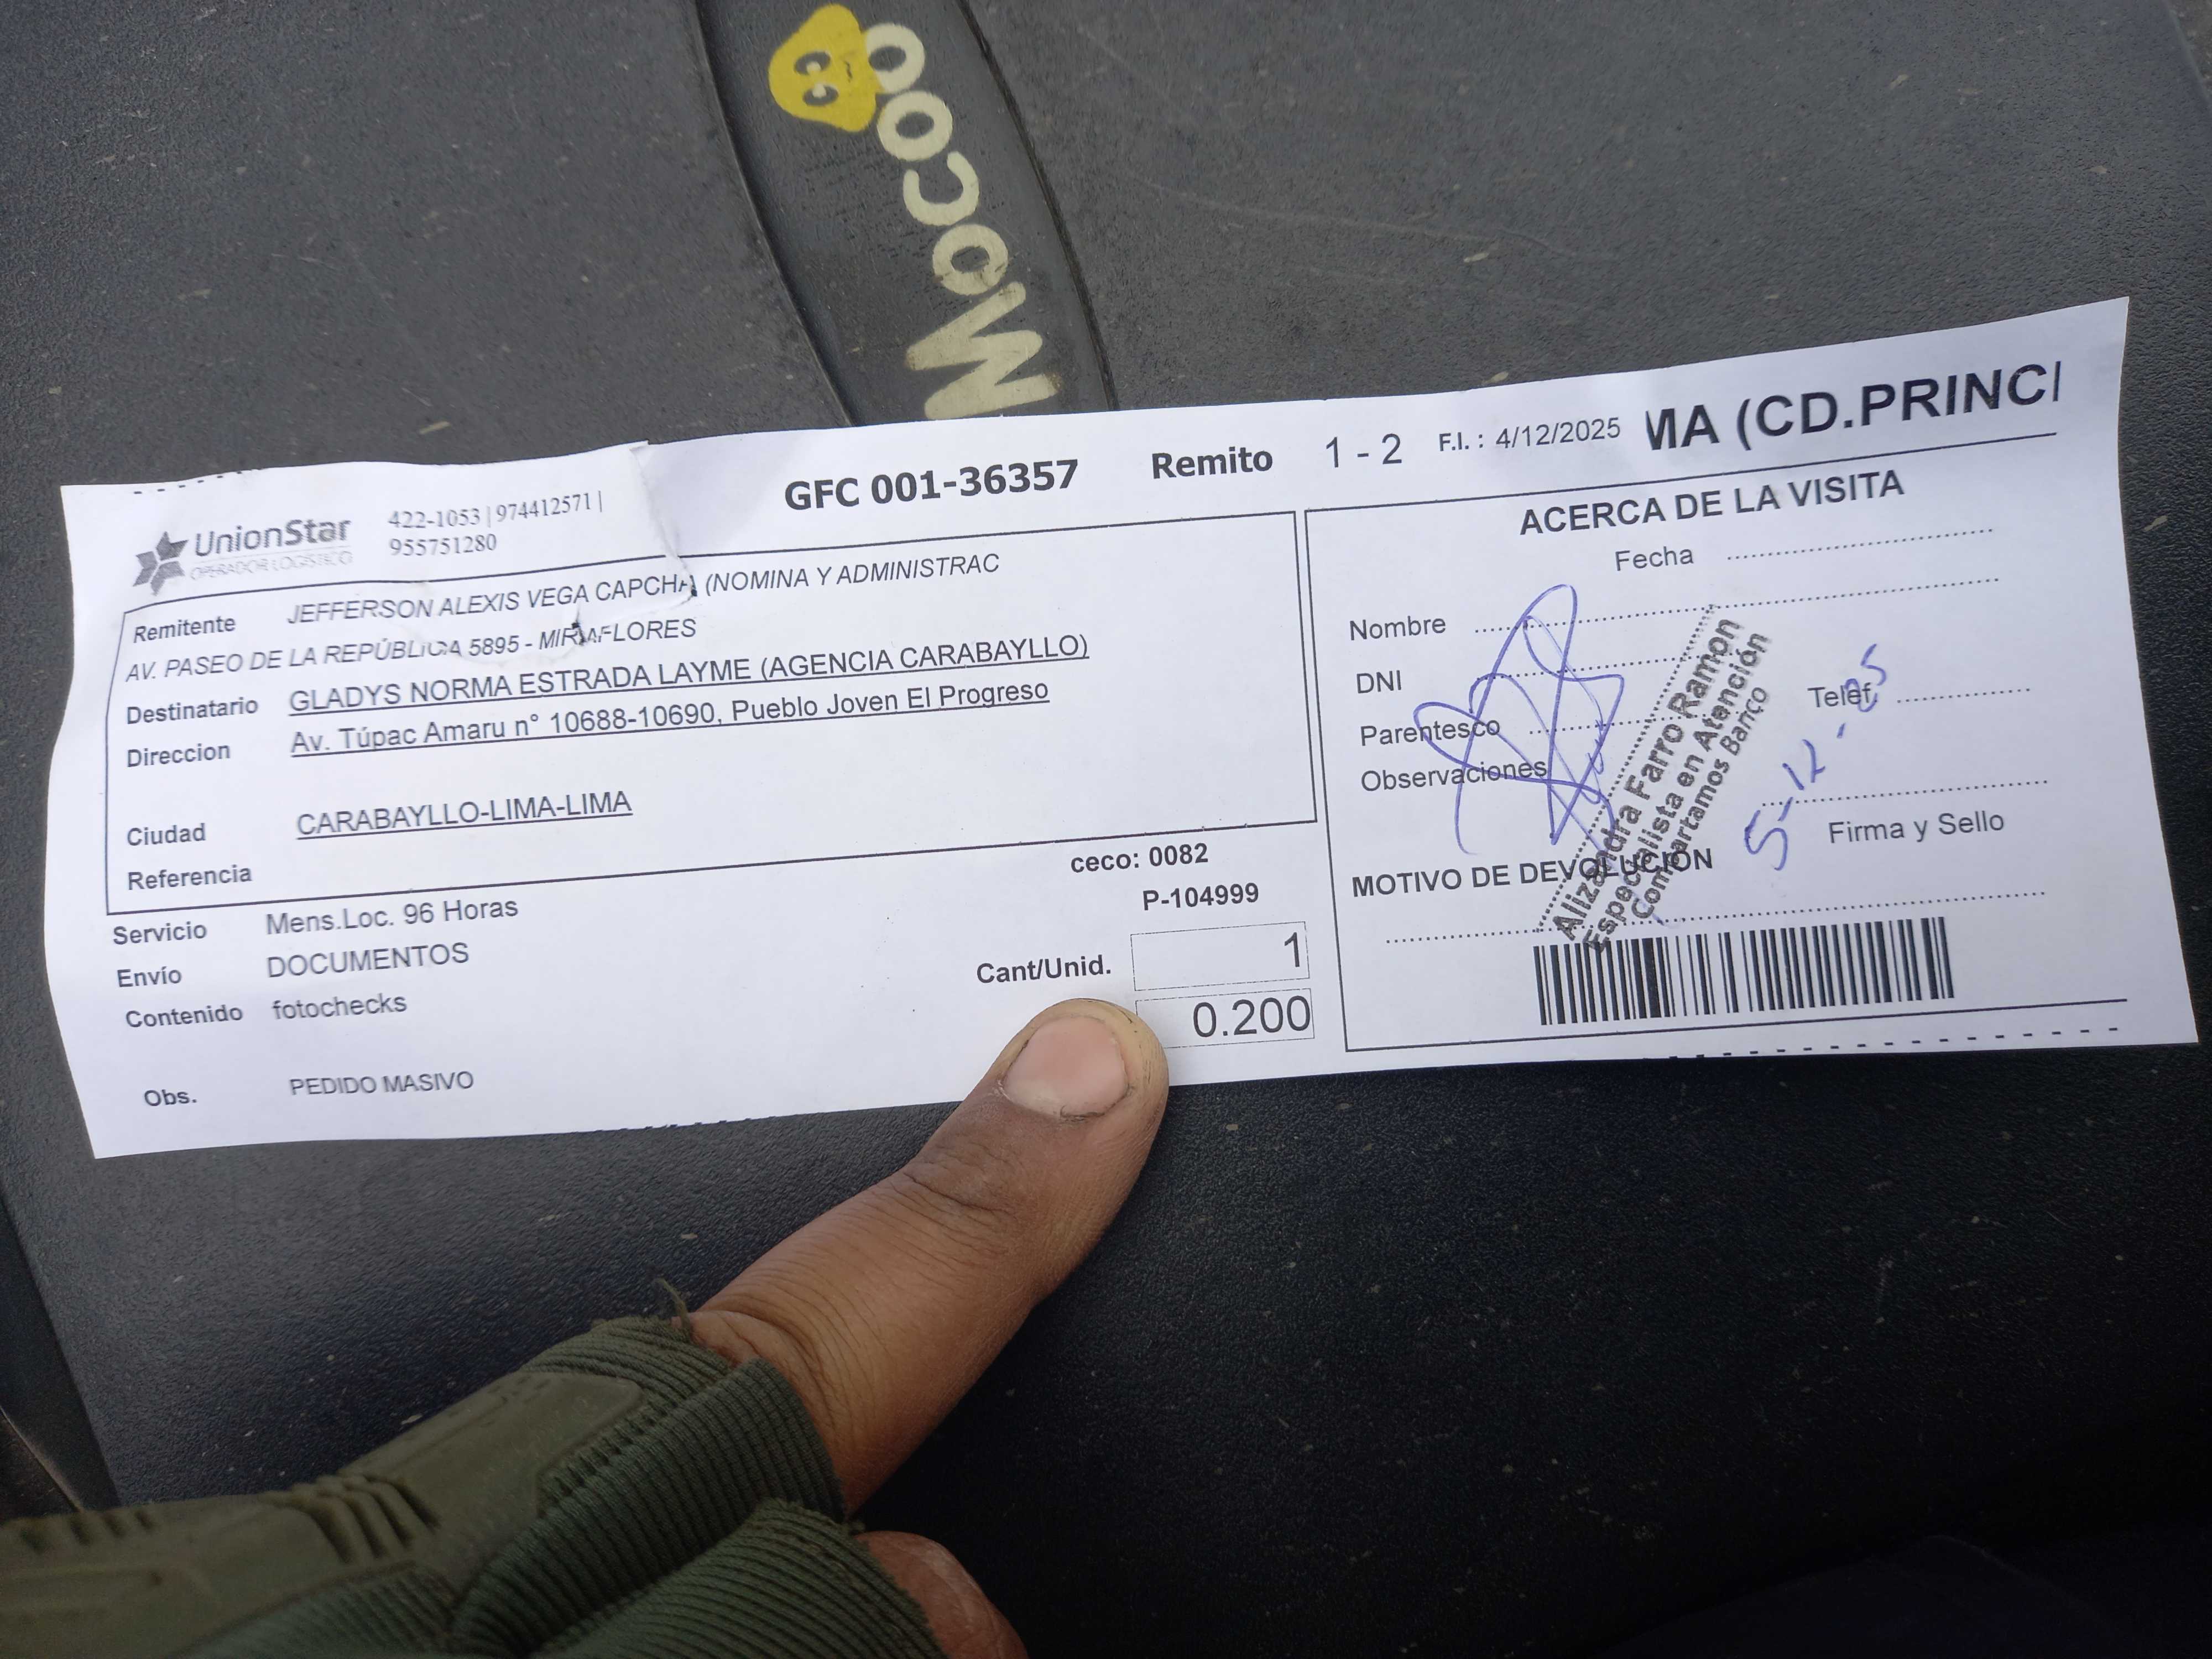 Mocoo
UnionStar
OPERADOR LOGÍSTICO
422-1053 | 974412571 |
955751280
GFC 001-36357
Remito
1 - 2
F.I. : 4/12/2025
MA (CD.PRINCI
Remitente JEFFERSON ALEXIS VEGA CAPCHA (NOMINA Y ADMINISTRAC
AV. PASEO DE LA REPÚBLICA 5895 - MIRAFLORES
Destinatario GLADYS NORMA ESTRADA LAYME (AGENCIA CARABAYLLO)
Direccion Av. Túpac Amaru n° 10688-10690, Pueblo Joven El Progreso
Ciudad CARABAYLLO-LIMA-LIMA
Referencia
Servicio Mens.Loc. 96 Horas
Envío DOCUMENTOS
Contenido fotochecks
Obs. PEDIDO MASIVO
ceco: 0082
P-104999
Cant/Unid. 1
0.200
ACERCA DE LA VISITA
Fecha
Nombre
DNI
Telef.
Parentesco
Observaciones
Firma y Sello
MOTIVO DE DEVOLUCION
Alizandra Farro Ramon
Especialista en Atención
Compartamos Banco
5-12-25